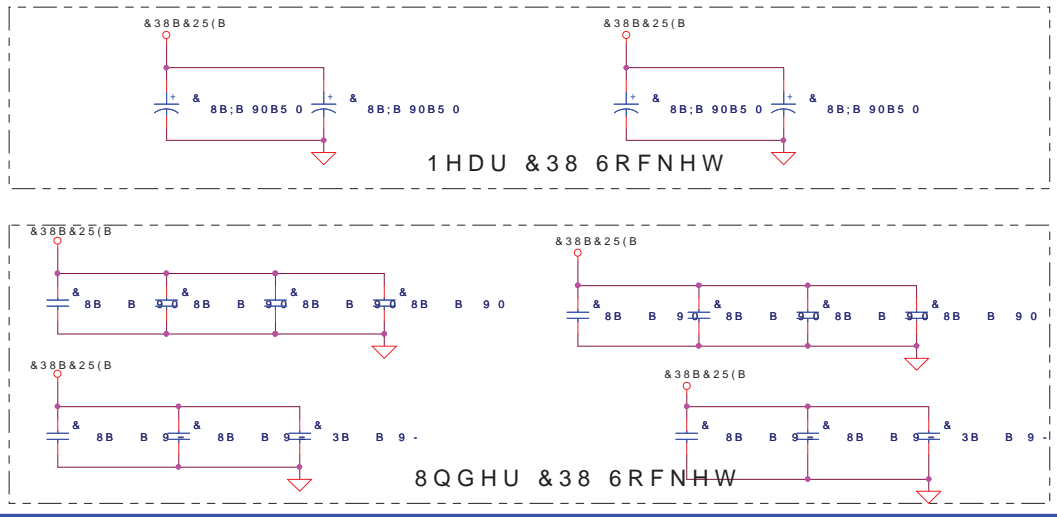 &38B&25(B &38B&25(B
& 8B;B 90B5 0 & 8B;B 90B5 0 & 8B;B 90B5 0 & 8B;B 90B5 0
1HDU &38 6RFNHW
&38B&25(B &38B&25(B
& 8B B 90 & 8B B 90 & 8B B 90 & 8B B 90
& 8B B 90 & 8B B 90 & 8B B 90 & 8B B 90
&38B&25(B &38B&25(B
& 8B B 9 & 8B B 9 & 3B B 9 -
& 8B B 9 & 8B B 9 & 3B B 9 -
8QGHU &38 6RFNHW